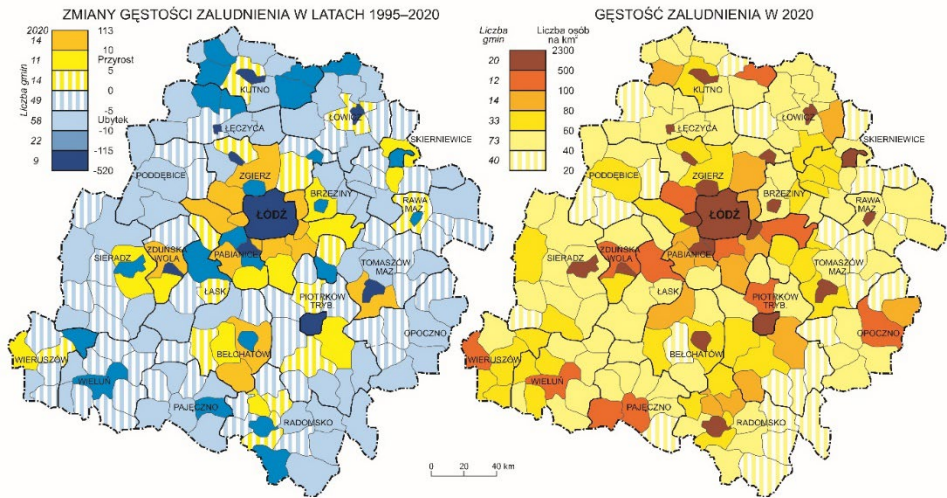 ZMIANY GĘSTOŚCI ZALUDNIENIA W LATACH 1995–2020
2020
14 113
11 10 Przyrost
14 5
49 0
58 -5 Ubytek
22 -10
9 -115
-520
Liczba gmin
KUTNO
ŁOWICZ
ŁĘCZYCA
SKIERNIEWICE
PODDĘBICE
ZGIERZ
BRZEZINY
RAWA
MAZ.
ŁÓDŹ
SIERADZ
ZDUŃSKA
WOLA
PABIANICE
TOMASZÓW
MAZ.
ŁASK
PIOTRKÓW
TRYB.
OPOCZNO
BEŁCHATÓW
WIERUSZÓW
WIELUŃ
PAJĘCZNO
RADOMSKO
GĘSTOŚĆ ZALUDNIENIA W 2020
Liczba
gmin
Liczba osób
na km²
20 2300
12 500
14 100
33 80
73 60
40 40
20
KUTNO
ŁOWICZ
ŁĘCZYCA
SKIERNIEWICE
PODDĘBICE
ZGIERZ
BRZEZINY
RAWA
MAZ.
ŁÓDŹ
SIERADZ
ZDUŃSKA
WOLA
PABIANICE
TOMASZÓW
MAZ.
ŁASK
PIOTRKÓW
TRYB.
OPOCZNO
BEŁCHATÓW
WIERUSZÓW
WIELUŃ
PAJĘCZNO
RADOMSKO
0 40 km